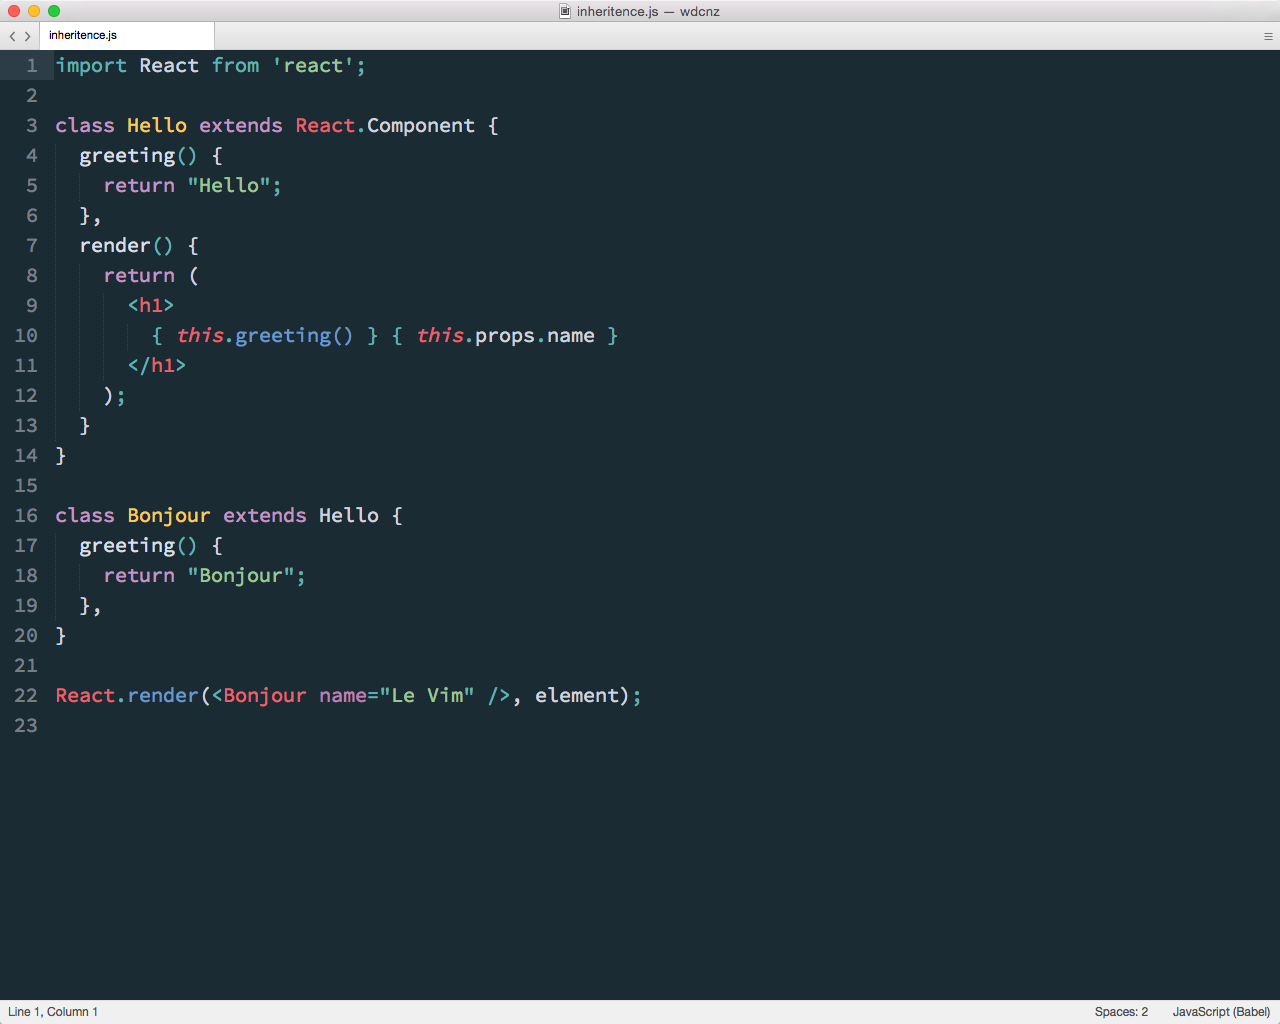 inheritence.js — wdcnz
inheritence.js
1 import React from 'react';
2
3 class Hello extends React.Component {
4   greeting() {
5     return "Hello";
6   },
7   render() {
8     return (
9       <h1>
10         { this.greeting() } { this.props.name }
11       </h1>
12     );
13   }
14 }
15
16 class Bonjour extends Hello {
17   greeting() {
18     return "Bonjour";
19   },
20 }
21
22 React.render(<Bonjour name="Le Vim" />, element);
23
Line 1, Column 1 Spaces: 2 JavaScript (Babel)